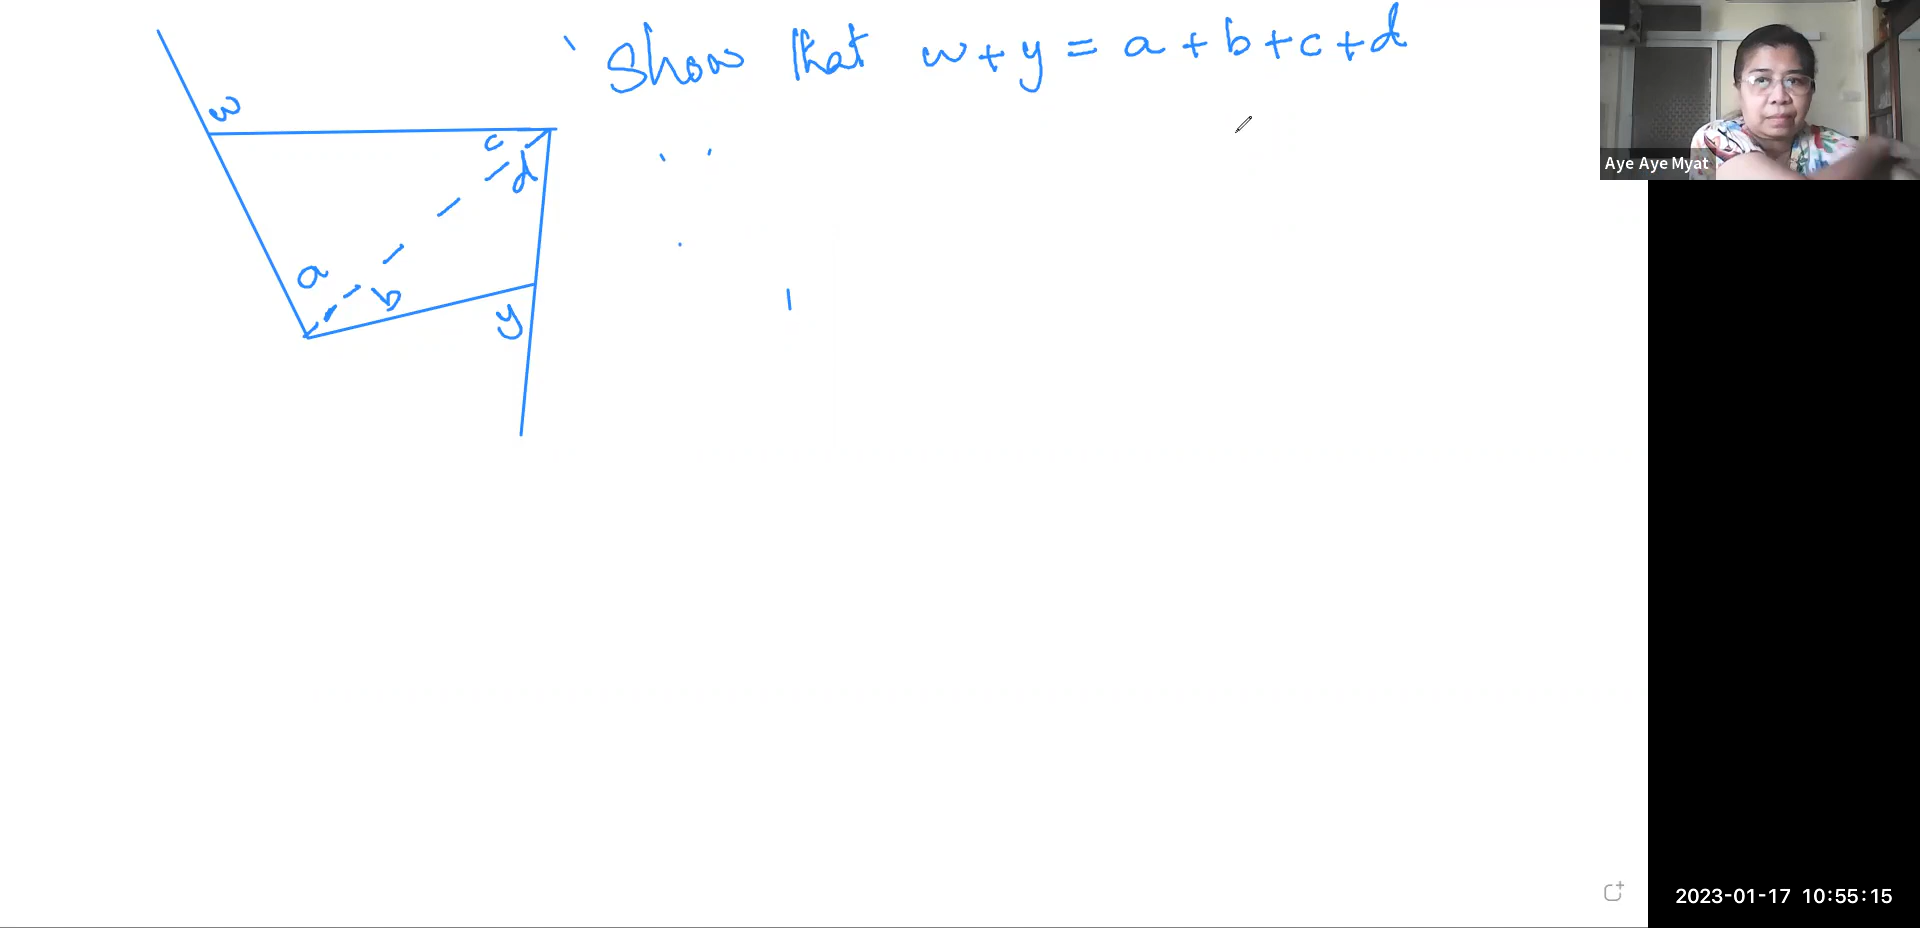 Show that w + y = a + b + c + d
w
c
d
a
b
y
Aye Aye Myat
2023-01-17 10:55:15